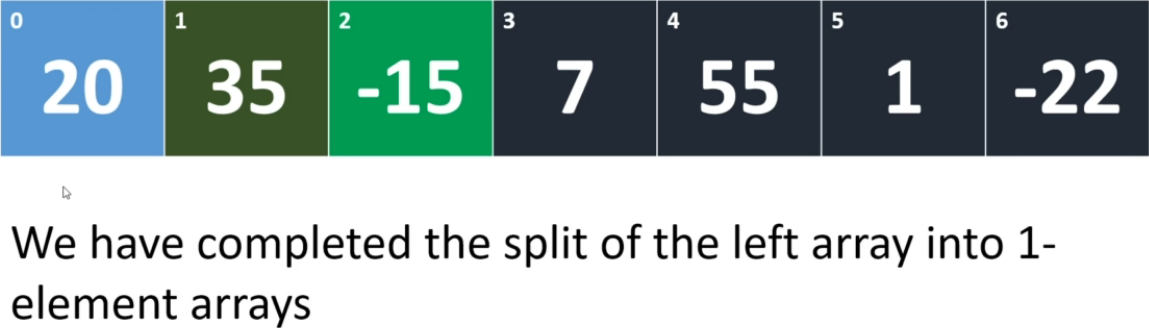 0 1 2 3 4 5 6
20 35 -15 7 55 1 -22
We have completed the split of the left array into 1-
element arrays